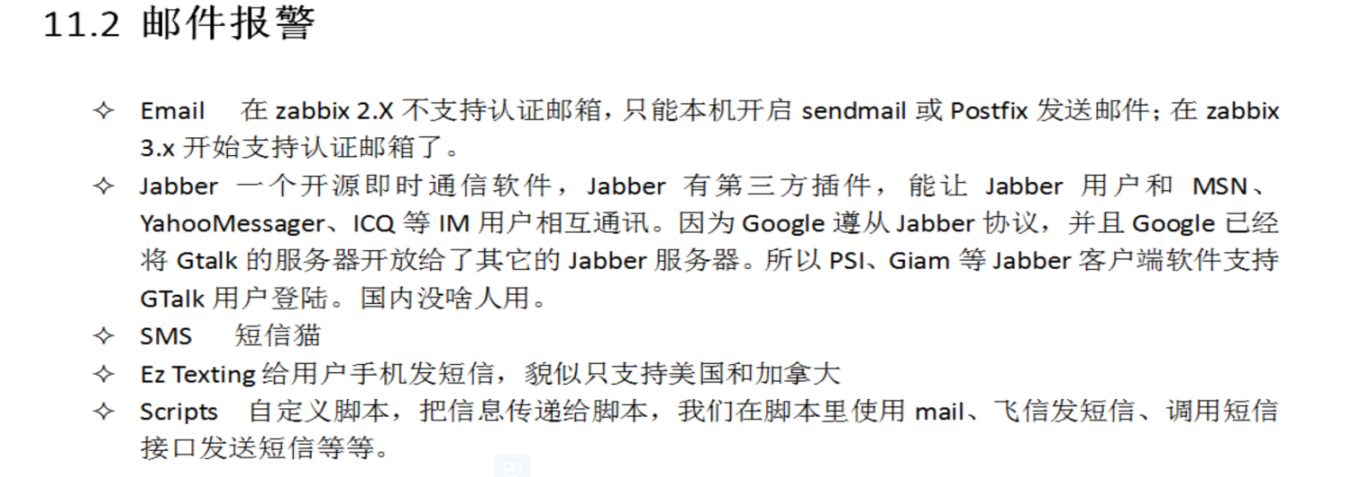 11.2 邮件报警
✧ Email 在 zabbix 2.X 不支持认证邮箱，只能本机开启 sendmail 或 Postfix 发送邮件；在 zabbix
3.x 开始支持认证邮箱了。
✧ Jabber 一个开源即时通信软件，Jabber 有第三方插件，能让 Jabber 用户和 MSN、
YahooMessager、ICQ 等 IM 用户相互通讯。因为 Google 遵从 Jabber 协议，并且 Google 已经
将 Gtalk 的服务器开放给了其它的 Jabber 服务器。所以 PSI、Giam 等 Jabber 客户端软件支持
GTalk 用户登陆。国内没啥人用。
✧ SMS 短信猫
✧ Ez Texting 给用户手机发短信，貌似只支持美国和加拿大
✧ Scripts 自定义脚本，把信息传递给脚本，我们在脚本里使用 mail、飞信发短信、调用短信
接口发送短信等等。